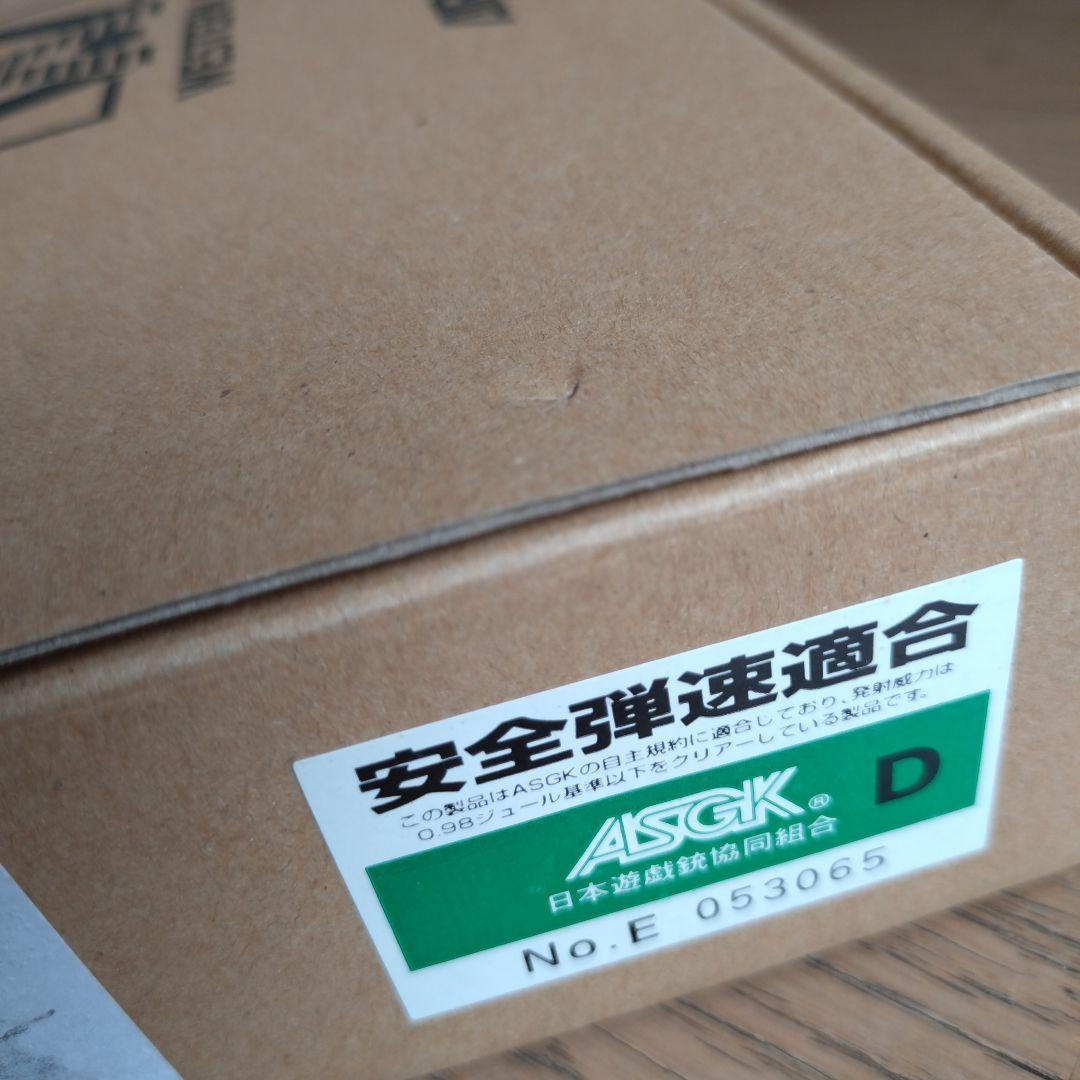 安全弾速適合
この製品はASGKの自主規約に適合しており、発射威力は
0.98ジュール基準以下をクリアーしている製品です。
ASGK® D
日本遊戯銃協同組合
No.E 053065